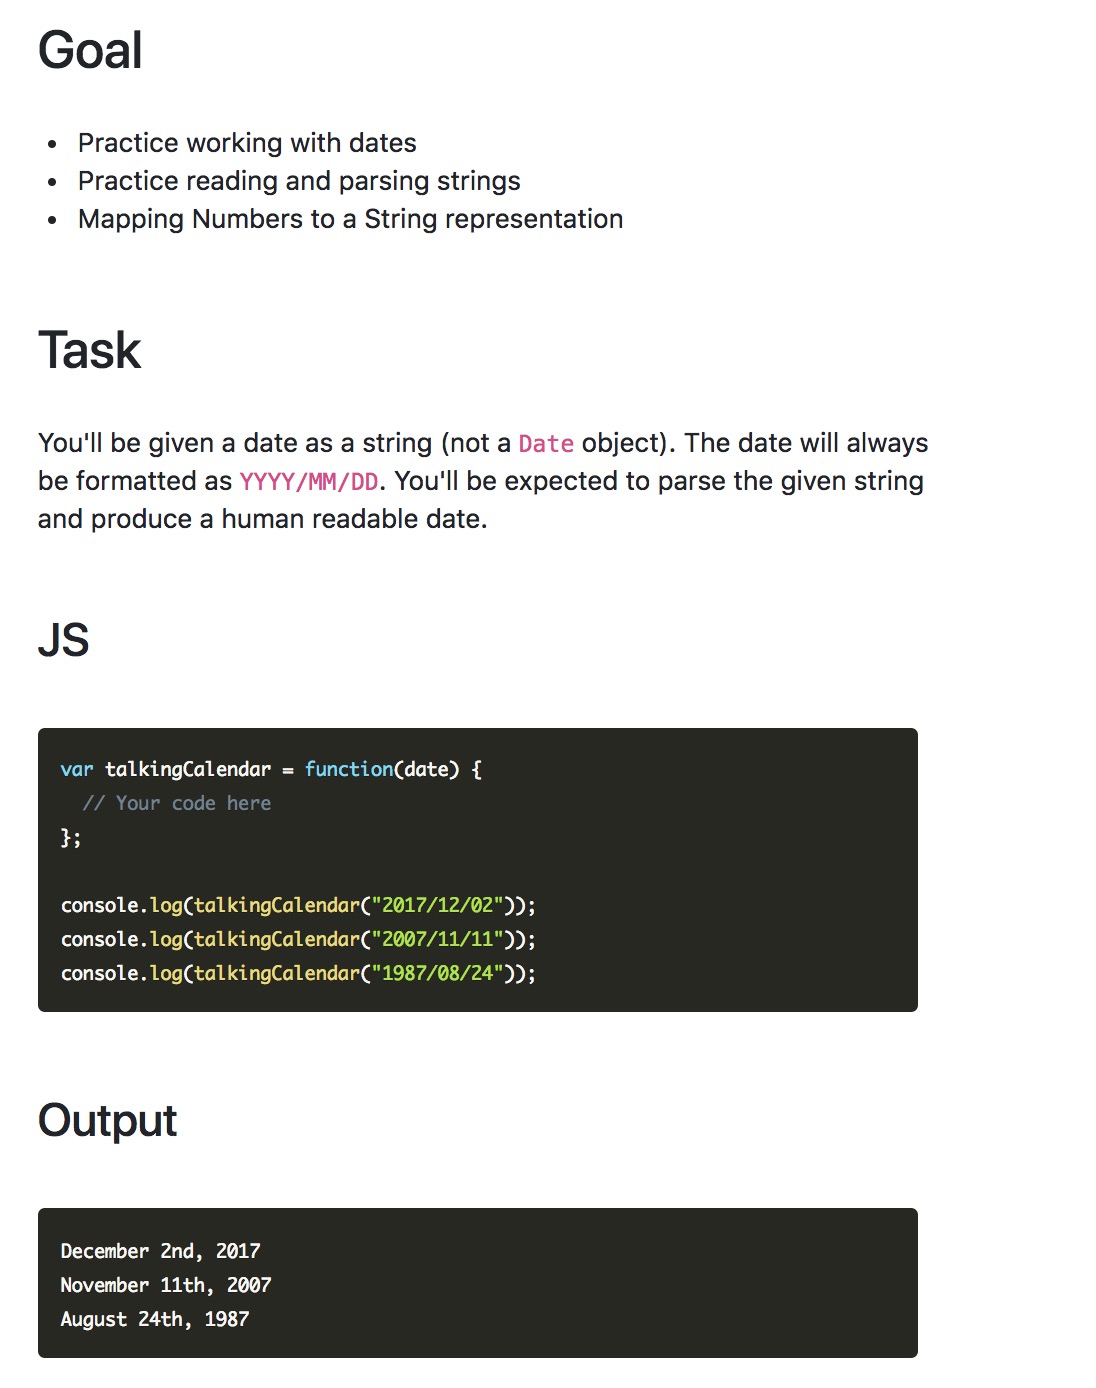 Goal
• Practice working with dates
• Practice reading and parsing strings
• Mapping Numbers to a String representation
Task
You'll be given a date as a string (not a Date object). The date will always
be formatted as YYYY/MM/DD. You'll be expected to parse the given string
and produce a human readable date.
JS
var talkingCalendar = function(date) {
  // Your code here
};
console.log(talkingCalendar("2017/12/02"));
console.log(talkingCalendar("2007/11/11"));
console.log(talkingCalendar("1987/08/24"));
Output
December 2nd, 2017
November 11th, 2007
August 24th, 1987